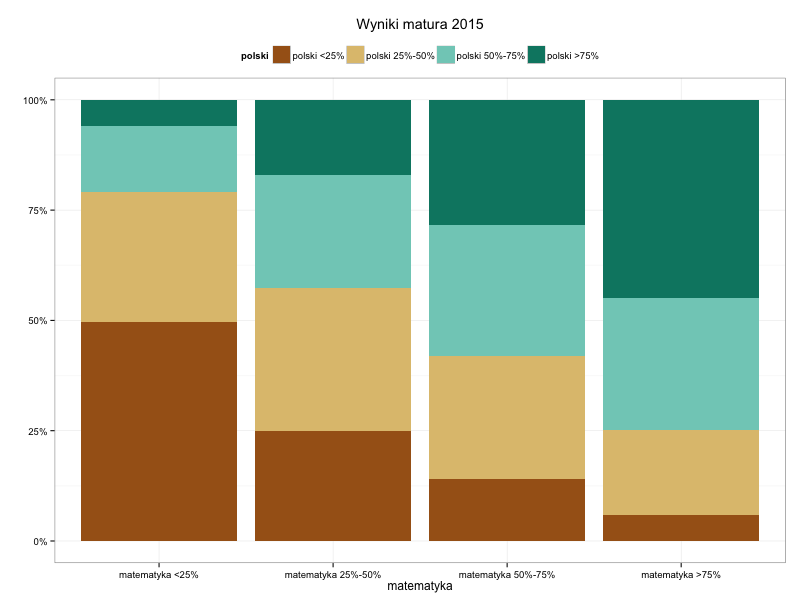 Wyniki matura 2015
polski polski <25% polski 25%-50% polski 50%-75% polski >75%
100%
75%
50%
25%
0%
matematyka <25% matematyka 25%-50% matematyka 50%-75% matematyka >75%
matematyka